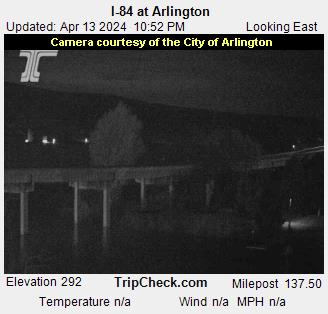 I-84 at Arlington
Updated: Apr 13 2024 10:52 PM Looking East
Camera courtesy of the City of Arlington
Elevation 292 TripCheck.com Milepost 137.50
Temperature n/a Wind n/a MPH n/a